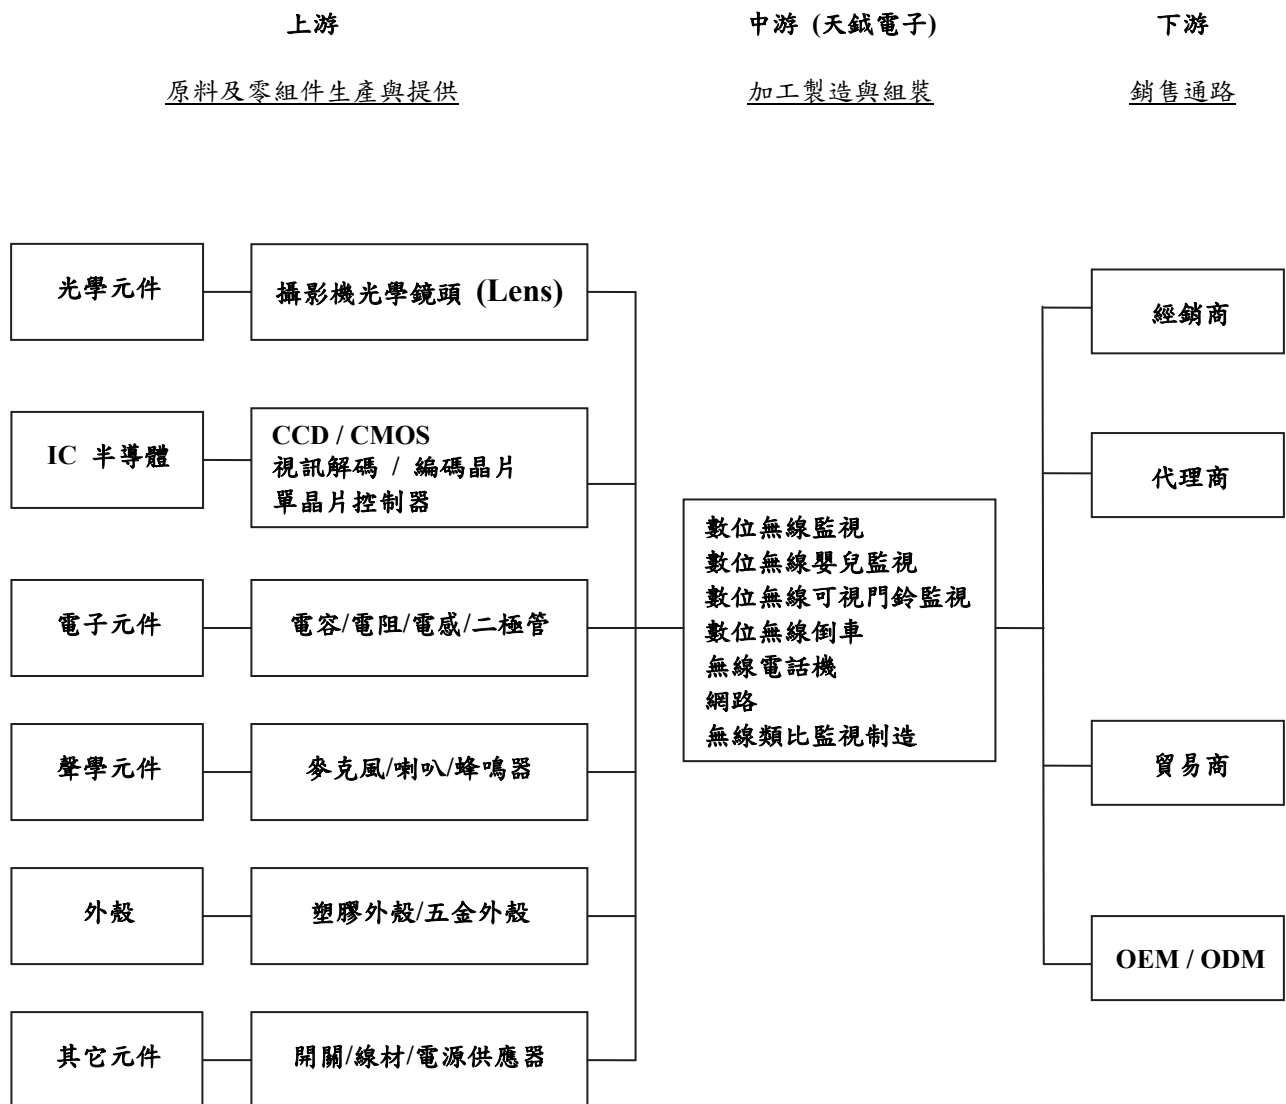 上游
中游 (天鉞電子)
下游
原料及零組件生產與提供
加工製造與組裝
銷售通路
光學元件
攝影機光學鏡頭 (Lens)
IC 半導體
CCD / CMOS
視訊解碼 / 編碼晶片
單晶片控制器
電子元件
電容/電阻/電感/二極管
聲學元件
麥克風/喇叭/蜂鳴器
外殼
塑膠外殼/五金外殼
其它元件
開關/線材/電源供應器
數位無線監視
數位無線嬰兒監視
數位無線可視門鈴監視
數位無線倒車
無線電話機
網路
無線類比監視制造
經銷商
代理商
貿易商
OEM / ODM